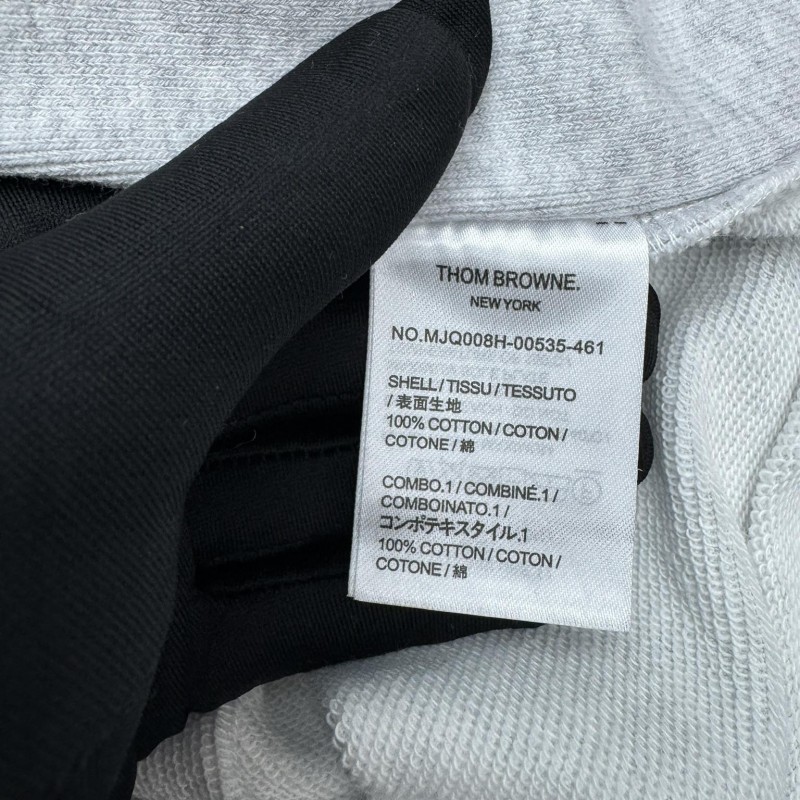 THOM BROWNE.
NEW YORK
NO.MJQ008H-00535-461
SHELL / TISSU / TESSUTO
/ 表面生地
100% COTTON / COTON /
COTONE / 綿
COMBO.1 / COMBINÉ.1 /
COMBOINATO.1 /
コンポテキスタイル.1
100% COTTON / COTON /
COTONE / 綿